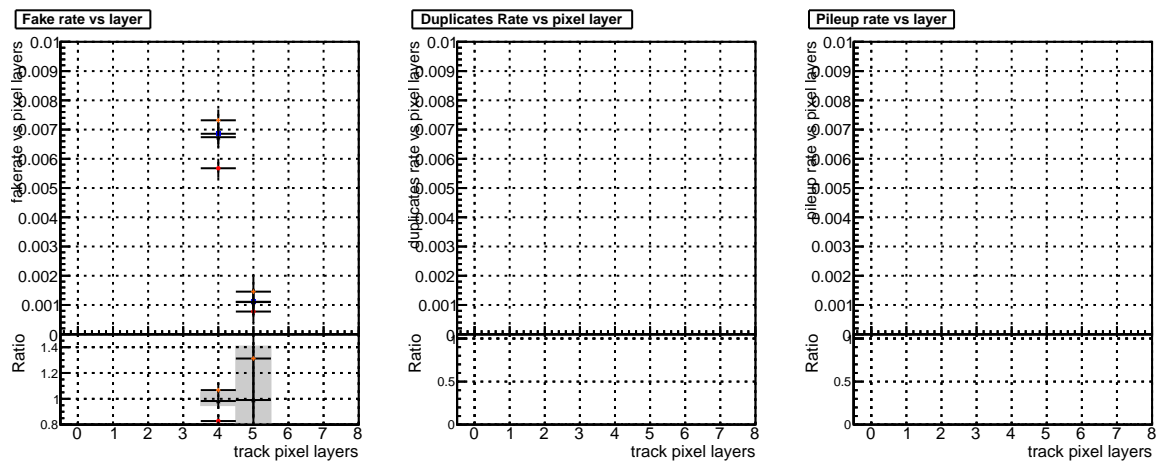 Fake rate vs layer
fakerate vs pixel layers
0.01
0.009
0.008
0.007
0.006
0.005
0.004
0.003
0.002
0.001
0
Ratio
1.4
1.2
1
0.8
0 1 2 3 4 5 6 7 8
track pixel layers
Duplicates Rate vs pixel layer
duplicates rate vs pixel layers
0.01
0.009
0.008
0.007
0.006
0.005
0.004
0.003
0.002
0.001
0
Ratio
1
0.5
0
0 1 2 3 4 5 6 7 8
track pixel layers
Pileup rate vs layer
pileup rate vs pixel layers
0.01
0.009
0.008
0.007
0.006
0.005
0.004
0.003
0.002
0.001
0
Ratio
1
0.5
0
0 1 2 3 4 5 6 7 8
track pixel layers